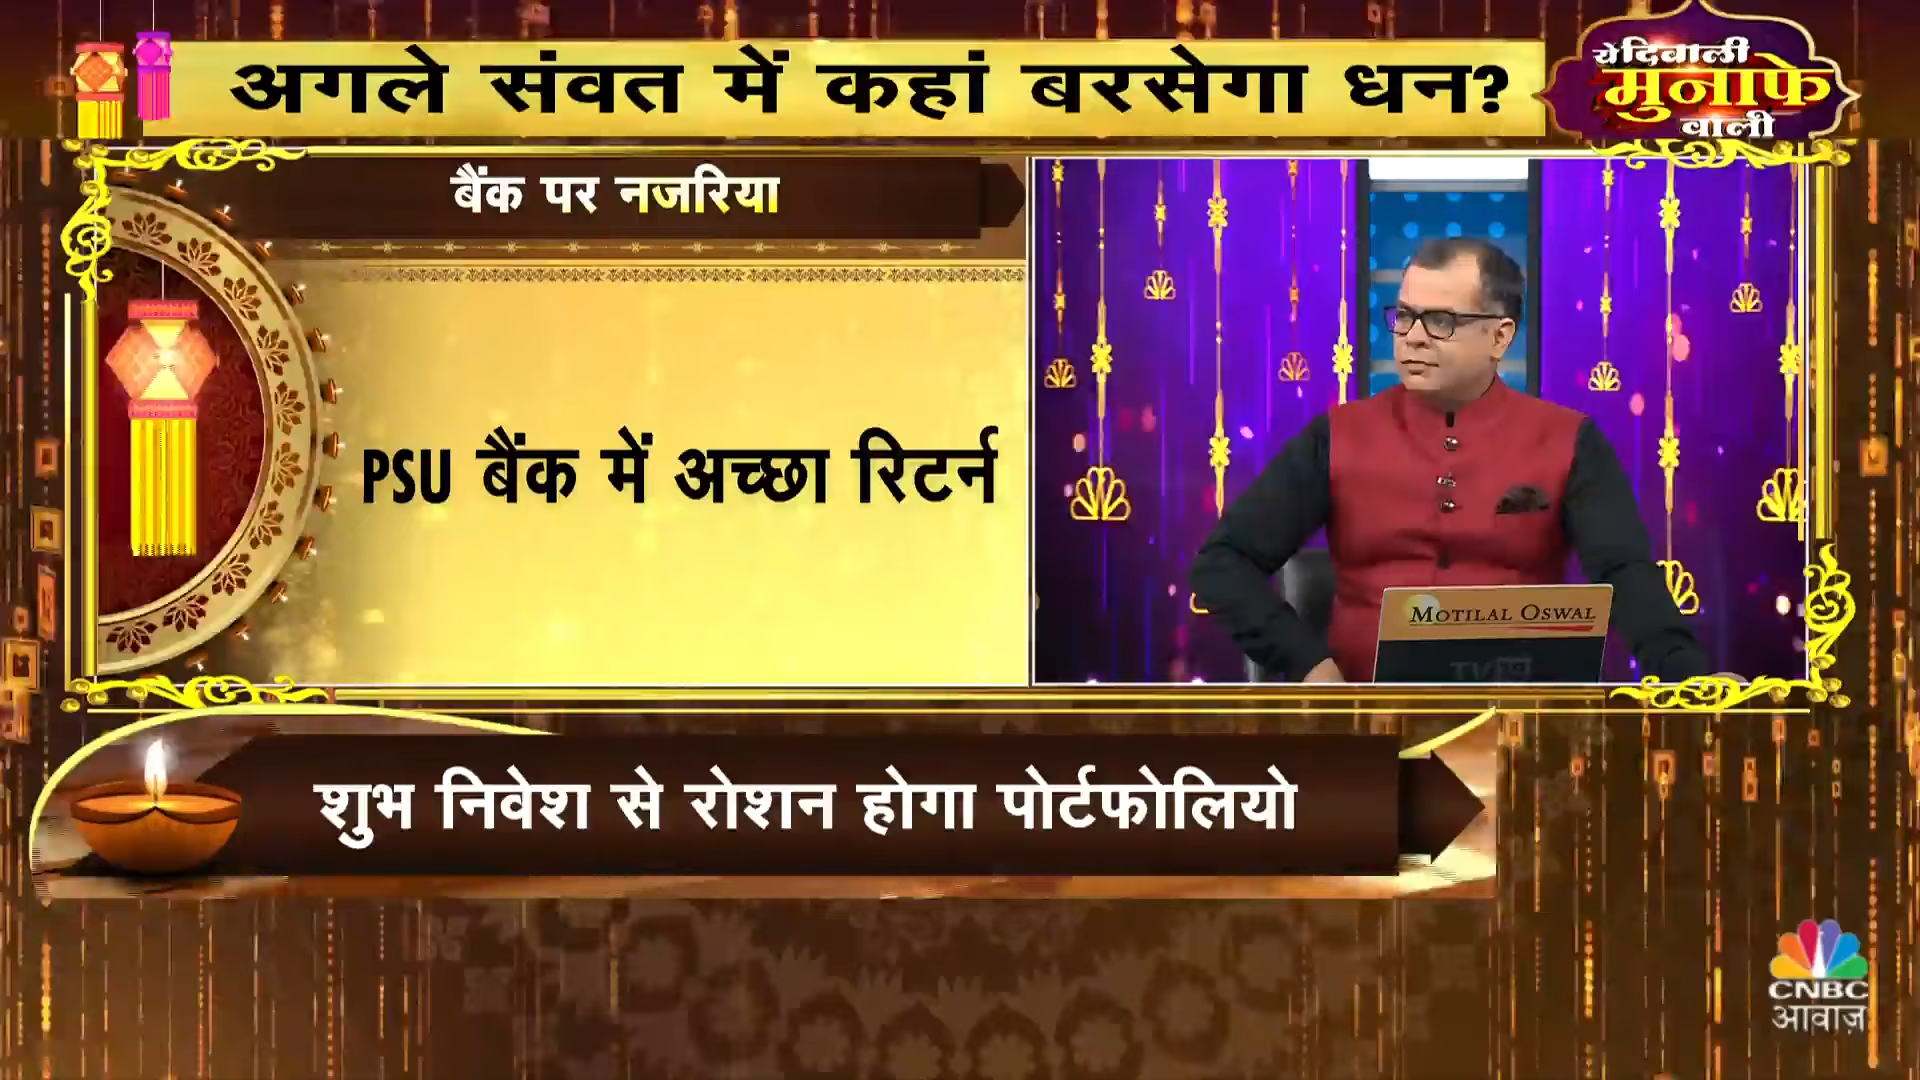 अगले संवत में कहां बरसेगा धन?
ये दिवाली
मुनाफे
वाली
बैंक पर नजरिया
PSU बैंक में अच्छा रिटर्न
MOTILAL OSWAL
शुभ निवेश से रोशन होगा पोर्टफोलियो
CNBC
आवाज़